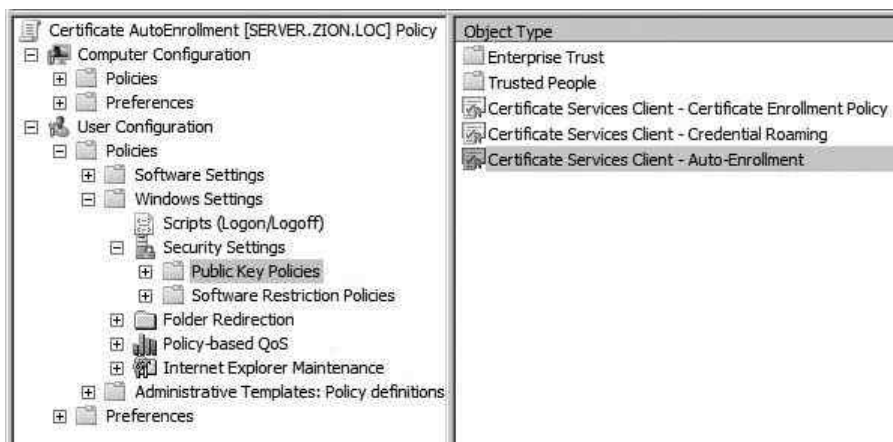 Certificate AutoEnrollment [SERVER.ZION.LOC] Policy
Computer Configuration
Policies
Preferences
User Configuration
Policies
Software Settings
Windows Settings
Scripts (Logon/Logoff)
Security Settings
Public Key Policies
Software Restriction Policies
Folder Redirection
Policy-based QoS
Internet Explorer Maintenance
Administrative Templates: Policy definitions
Preferences
Object Type
Enterprise Trust
Trusted People
Certificate Services Client - Certificate Enrollment Policy
Certificate Services Client - Credential Roaming
Certificate Services Client - Auto-Enrollment